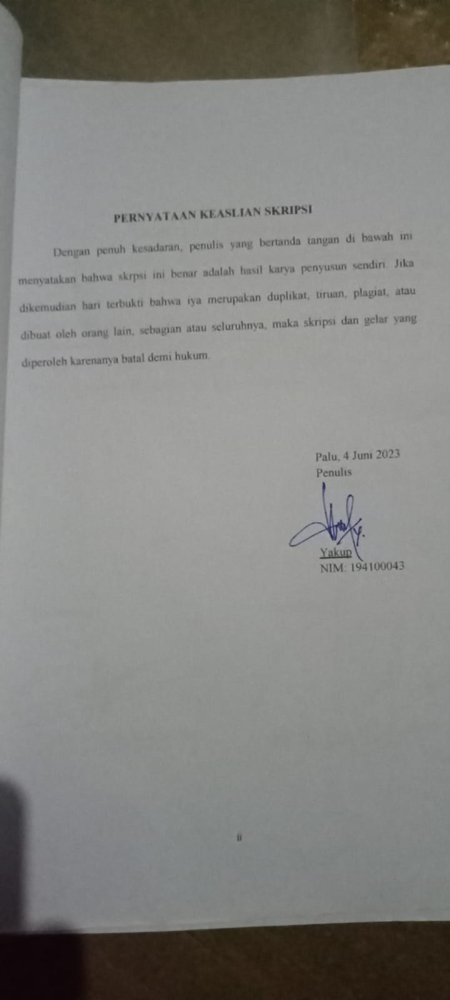 PERNYATAAN KEASLIAN SKRIPSI
Dengan penuh kesadaran, penulis yang bertanda tangan di bawah ini
menyatakan bahwa skrpsi ini benar adalah hasil karya penyusun sendiri. Jika
dikemudian hari terbukti bahwa iya merupakan duplikat, tiruan, plagiat, atau
dibuat oleh orang lain, sebagian atau seluruhnya, maka skripsi dan gelar yang
diperoleh karenanya batal demi hukum.
Palu, 4 Juni 2023
Penulis
Yakup
NIM: 194100043
ii